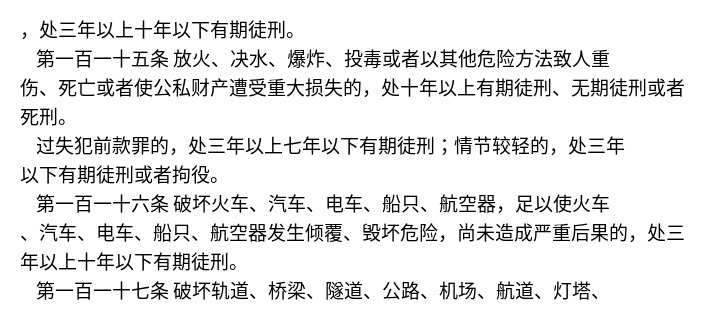 ，处三年以上十年以下有期徒刑。
第一百一十五条 放火、决水、爆炸、投毒或者以其他危险方法致人重
伤、死亡或者使公私财产遭受重大损失的，处十年以上有期徒刑、无期徒刑或者
死刑。
过失犯前款罪的，处三年以上七年以下有期徒刑；情节较轻的，处三年
以下有期徒刑或者拘役。
第一百一十六条 破坏火车、汽车、电车、船只、航空器，足以使火车
、汽车、电车、船只、航空器发生倾覆、毁坏危险，尚未造成严重后果的，处三
年以上十年以下有期徒刑。
第一百一十七条 破坏轨道、桥梁、隧道、公路、机场、航道、灯塔、